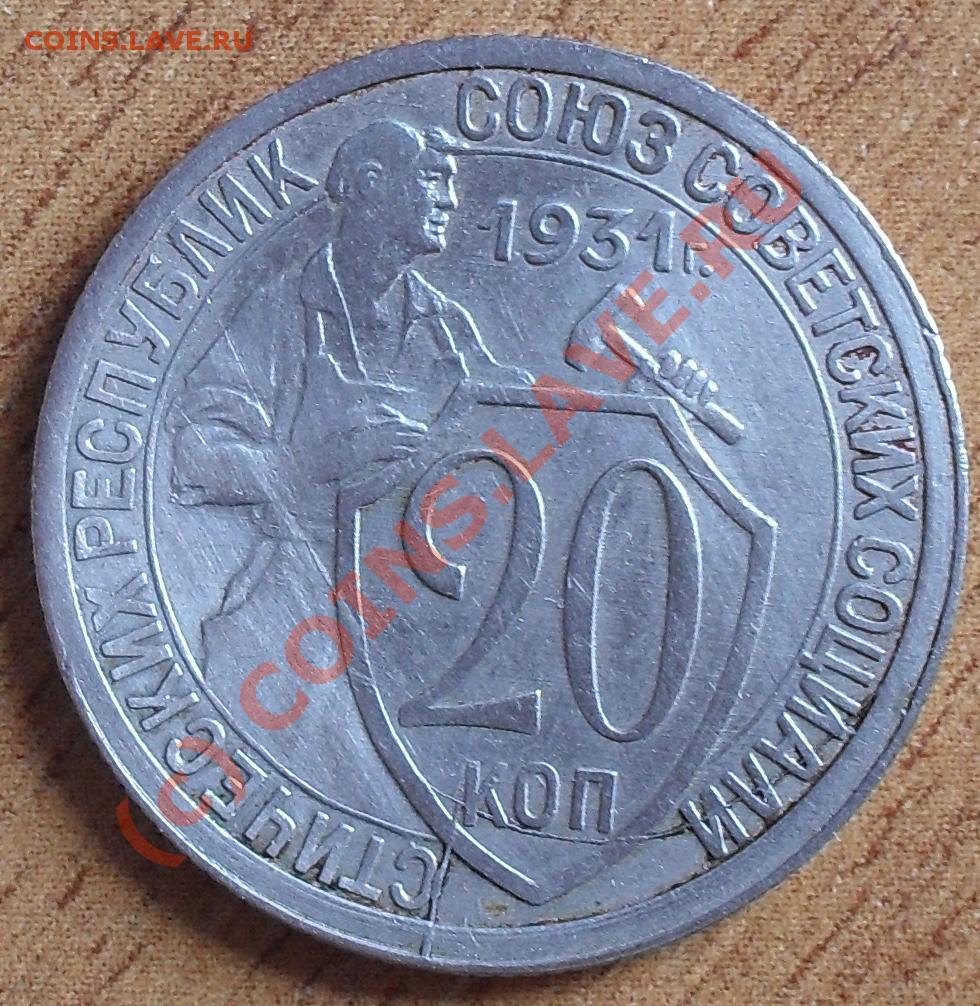 COINS.LAVE.RU
СОЮЗ СОВЕТСКИХ СОЦИАЛИСТИЧЕСКИХ РЕСПУБЛИК
1931г.
20
КОП
(C) COINS.LAVE.RU